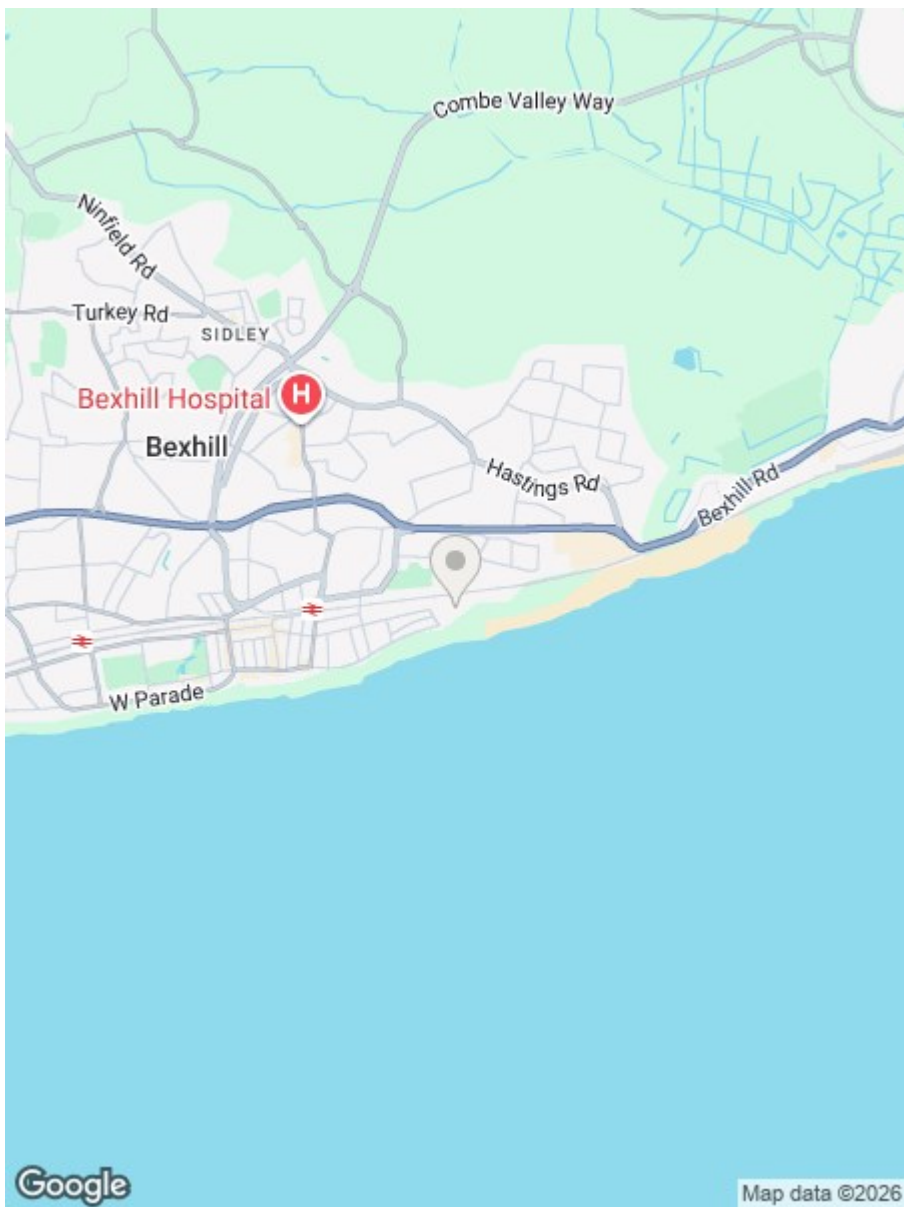 Combe Valley Way
Ninfield Rd
Turkey Rd
SIDLEY
Bexhill Hospital
H
Bexhill
Hastings Rd
Bexhill Rd
W Parade
Google
Map data ©2026